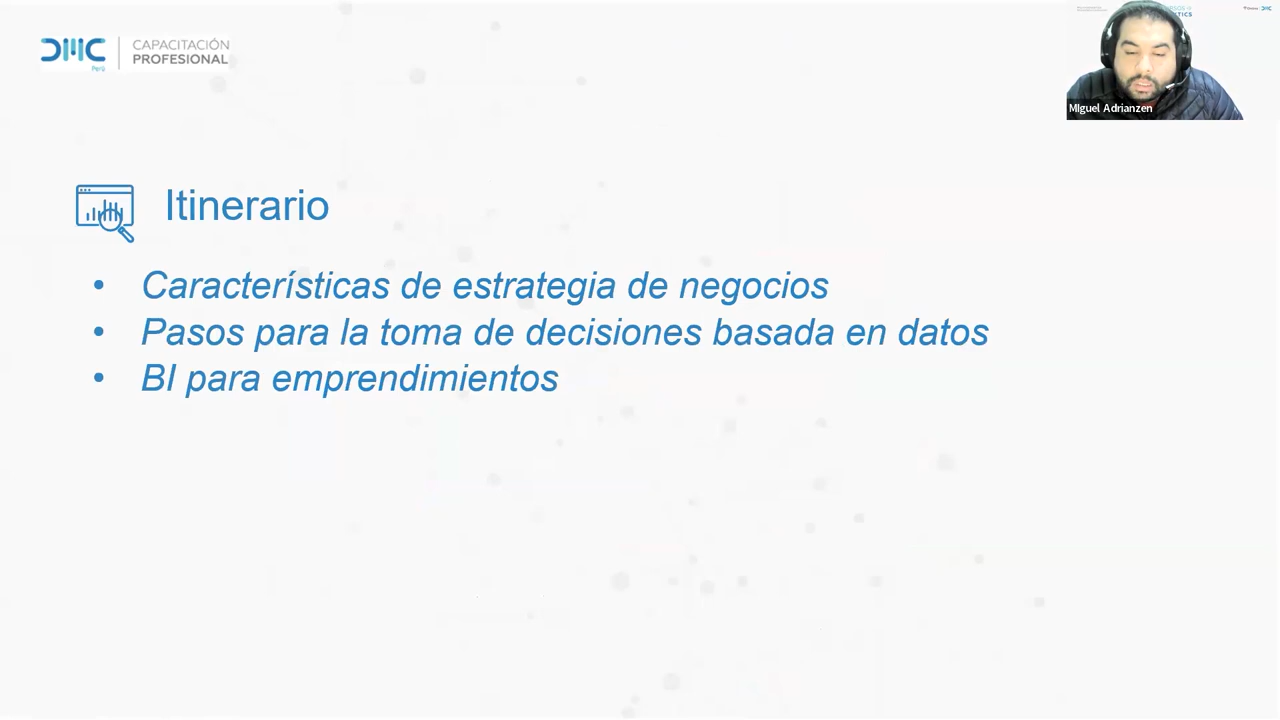 DMC
Perú
CAPACITACIÓN
PROFESIONAL
MIguel Adrianzen
Itinerario
• Características de estrategia de negocios
• Pasos para la toma de decisiones basada en datos
• BI para emprendimientos